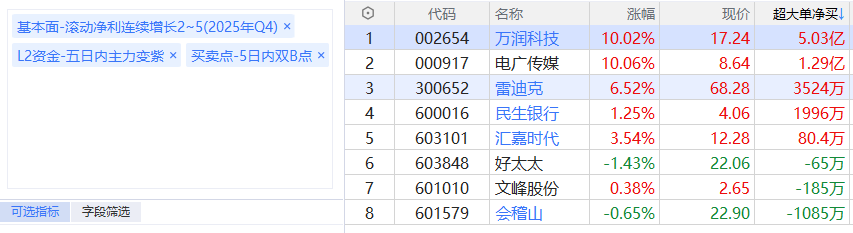 基本面-滚动净利连续增长2~5(2025年Q4) ×
L2资金-五日内主力变紫 × 买卖点-5日内双B点 ×
可选指标 字段筛选
代码 名称 涨幅 现价 超大单净买↓
1 002654 万润科技 10.02% 17.24 5.03亿
2 000917 电广传媒 10.06% 8.64 1.29亿
3 300652 雷迪克 6.52% 68.28 3524万
4 600016 民生银行 1.25% 4.06 1996万
5 603101 汇嘉时代 3.54% 12.28 80.4万
6 603848 好太太 -1.43% 22.06 -65万
7 601010 文峰股份 0.38% 2.65 -185万
8 601579 会稽山 -0.65% 22.90 -1085万